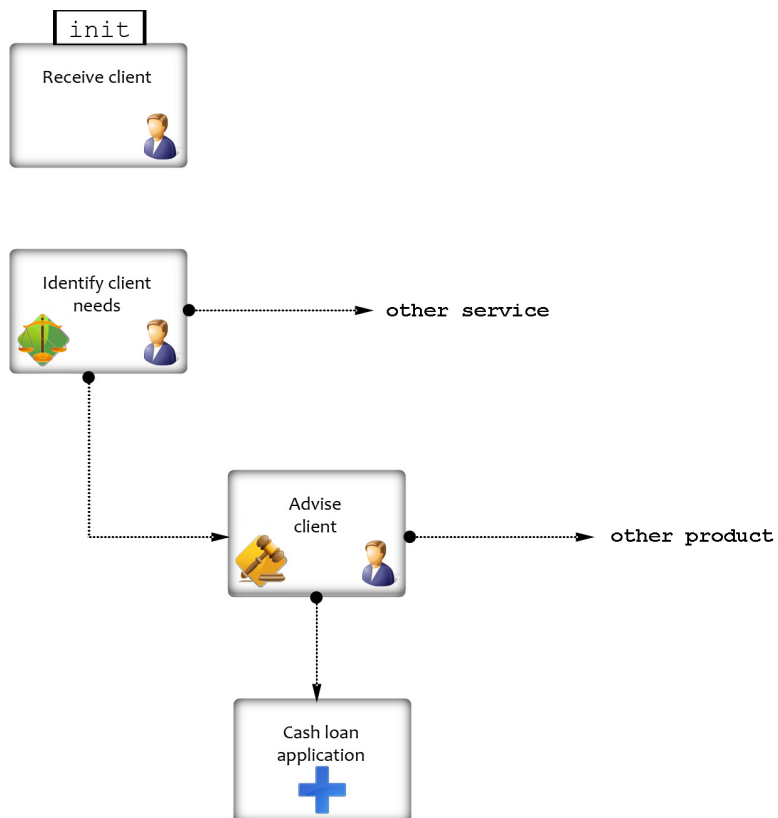 init
Receive client
Identify client
needs
other service
Advise
client
other product
Cash loan
application